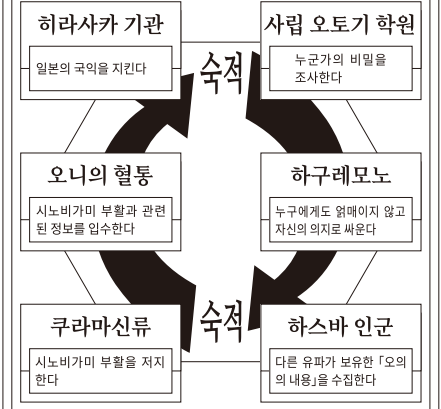 히라사카 기관
일본의 국익을 지킨다
숙적
사립 오토기 학원
누군가의 비밀을
조사한다
오니의 혈통
시노비가미 부활과 관련
된 정보를 입수한다
하구레모노
누구에게도 얽매이지 않고
자신의 의지로 싸운다
쿠라마신류
시노비가미 부활을 저지
한다
숙적
하스바 인군
다른 유파가 보유한 「오의
의 내용」을 수집한다